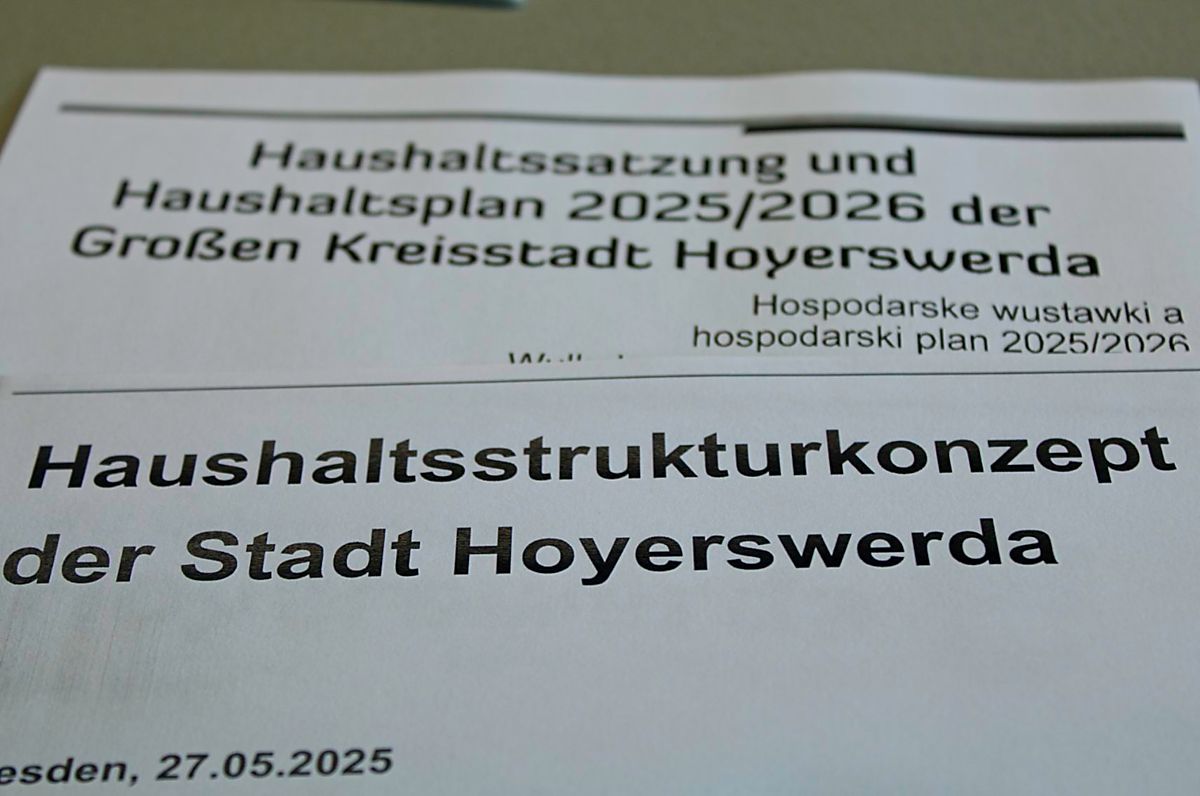 Haushaltssatzung und
Haushaltsplan 2025/2026 der
Großen Kreisstadt Hoyerswerda
Hospodarske wustawki a
hospodarski plan 2025/2026
Haushaltsstrukturkonzept
der Stadt Hoyerswerda
esden, 27.05.2025